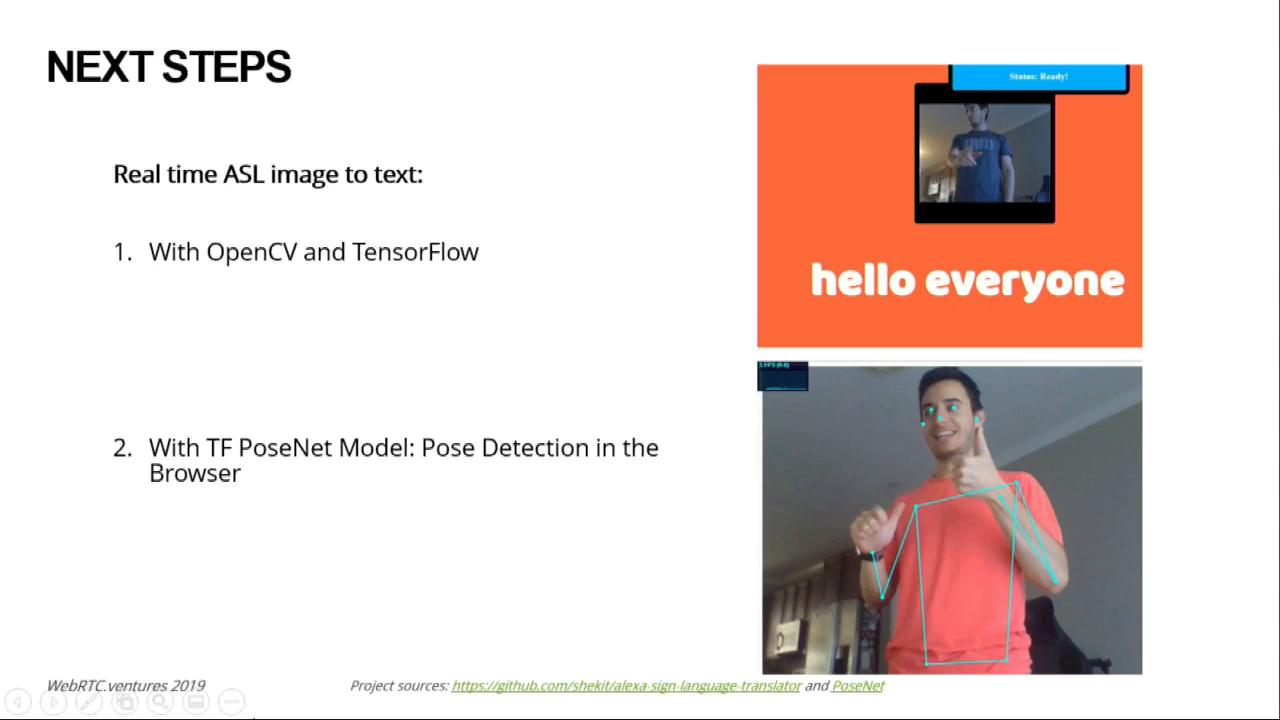 NEXT STEPS
Real time ASL image to text:
1. With OpenCV and TensorFlow
2. With TF PoseNet Model: Pose Detection in the
Browser
Status: Ready!
hello everyone
WebRTC.ventures 2019
Project sources: https://github.com/shekit/alexa-sign-language-translator and PoseNet